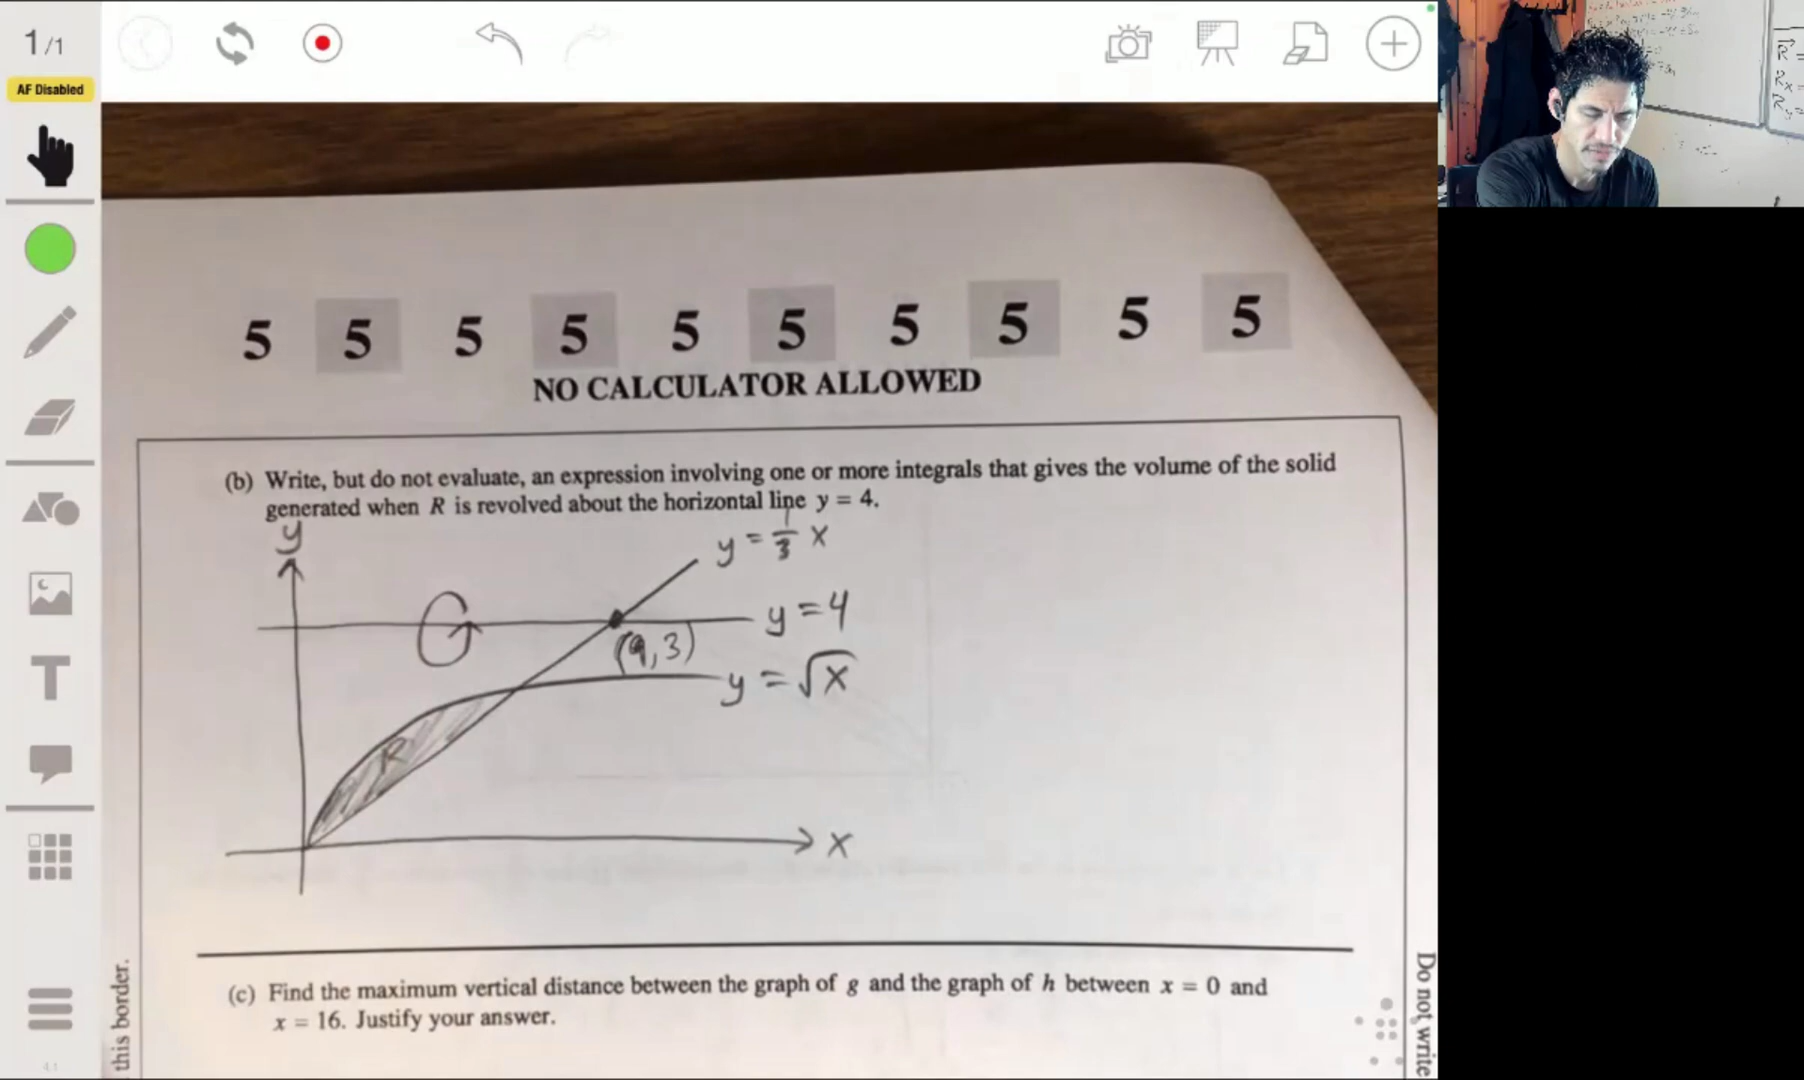 1/1
AF Disabled
5 5 5 5 5 5 5 5 5 5
NO CALCULATOR ALLOWED
(b) Write, but do not evaluate, an expression involving one or more integrals that gives the volume of the solid
generated when R is revolved about the horizontal line y = 4.
y
y = 1/3 x
y = 4
(9,3)
y = √x
R
x
(c) Find the maximum vertical distance between the graph of g and the graph of h between x = 0 and
x = 16. Justify your answer.
this border.
Do not write
T